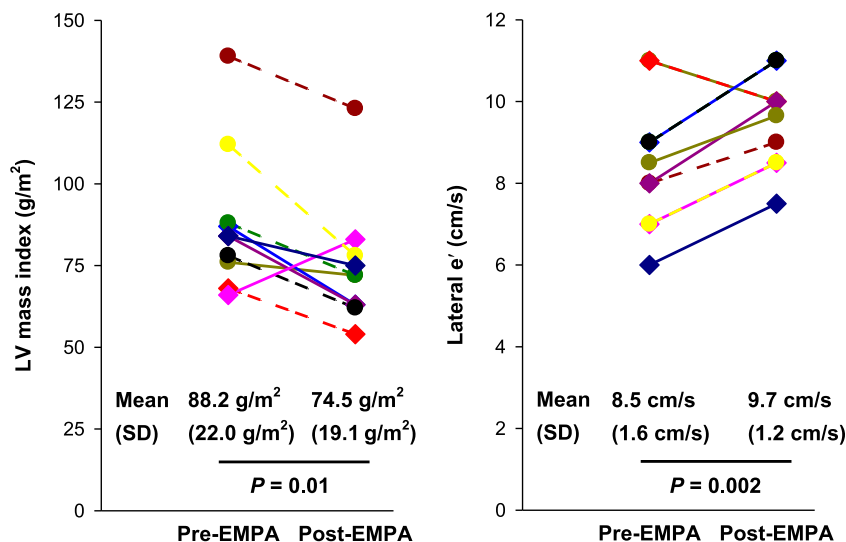 LV mass index (g/m²)
150
125
100
75
50
25
0
Mean 88.2 g/m² 74.5 g/m²
(SD) (22.0 g/m²) (19.1 g/m²)
P = 0.01
Pre-EMPA Post-EMPA
Lateral e′ (cm/s)
12
10
8
6
4
2
0
Mean 8.5 cm/s 9.7 cm/s
(SD) (1.6 cm/s) (1.2 cm/s)
P = 0.002
Pre-EMPA Post-EMPA